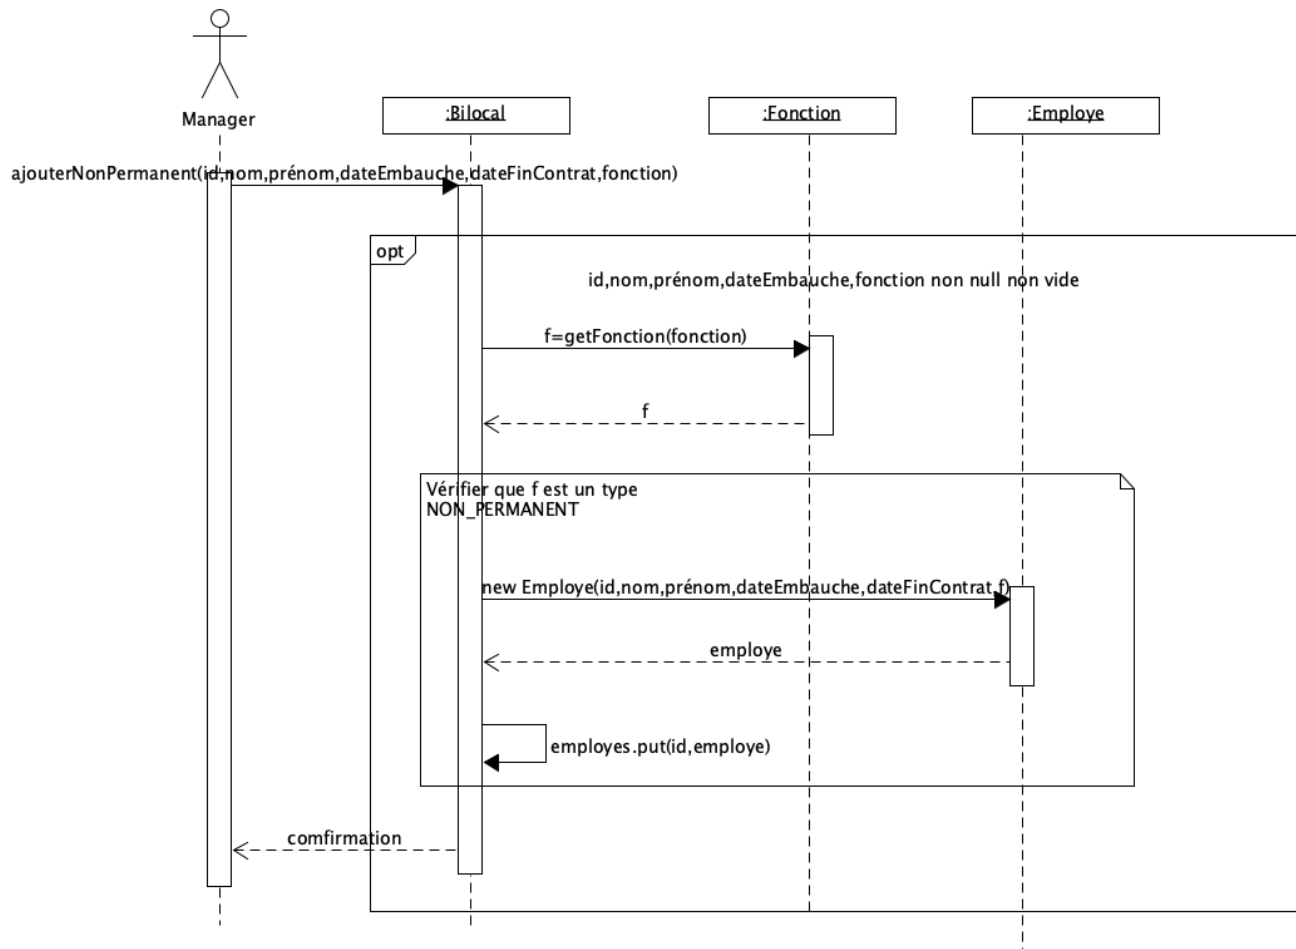 :Bilocal
:Fonction
:Employe
Manager
ajouterNonPermanent(id,nom,prénom,dateEmbauche,dateFinContrat,fonction)
opt
id,nom,prénom,dateEmbauche,fonction non null non vide
f=getFonction(fonction)
f
Vérifier que f est un type
NON_PERMANENT
new Employe(id,nom,prénom,dateEmbauche,dateFinContrat,f)
employe
employes.put(id,employe)
comfirmation